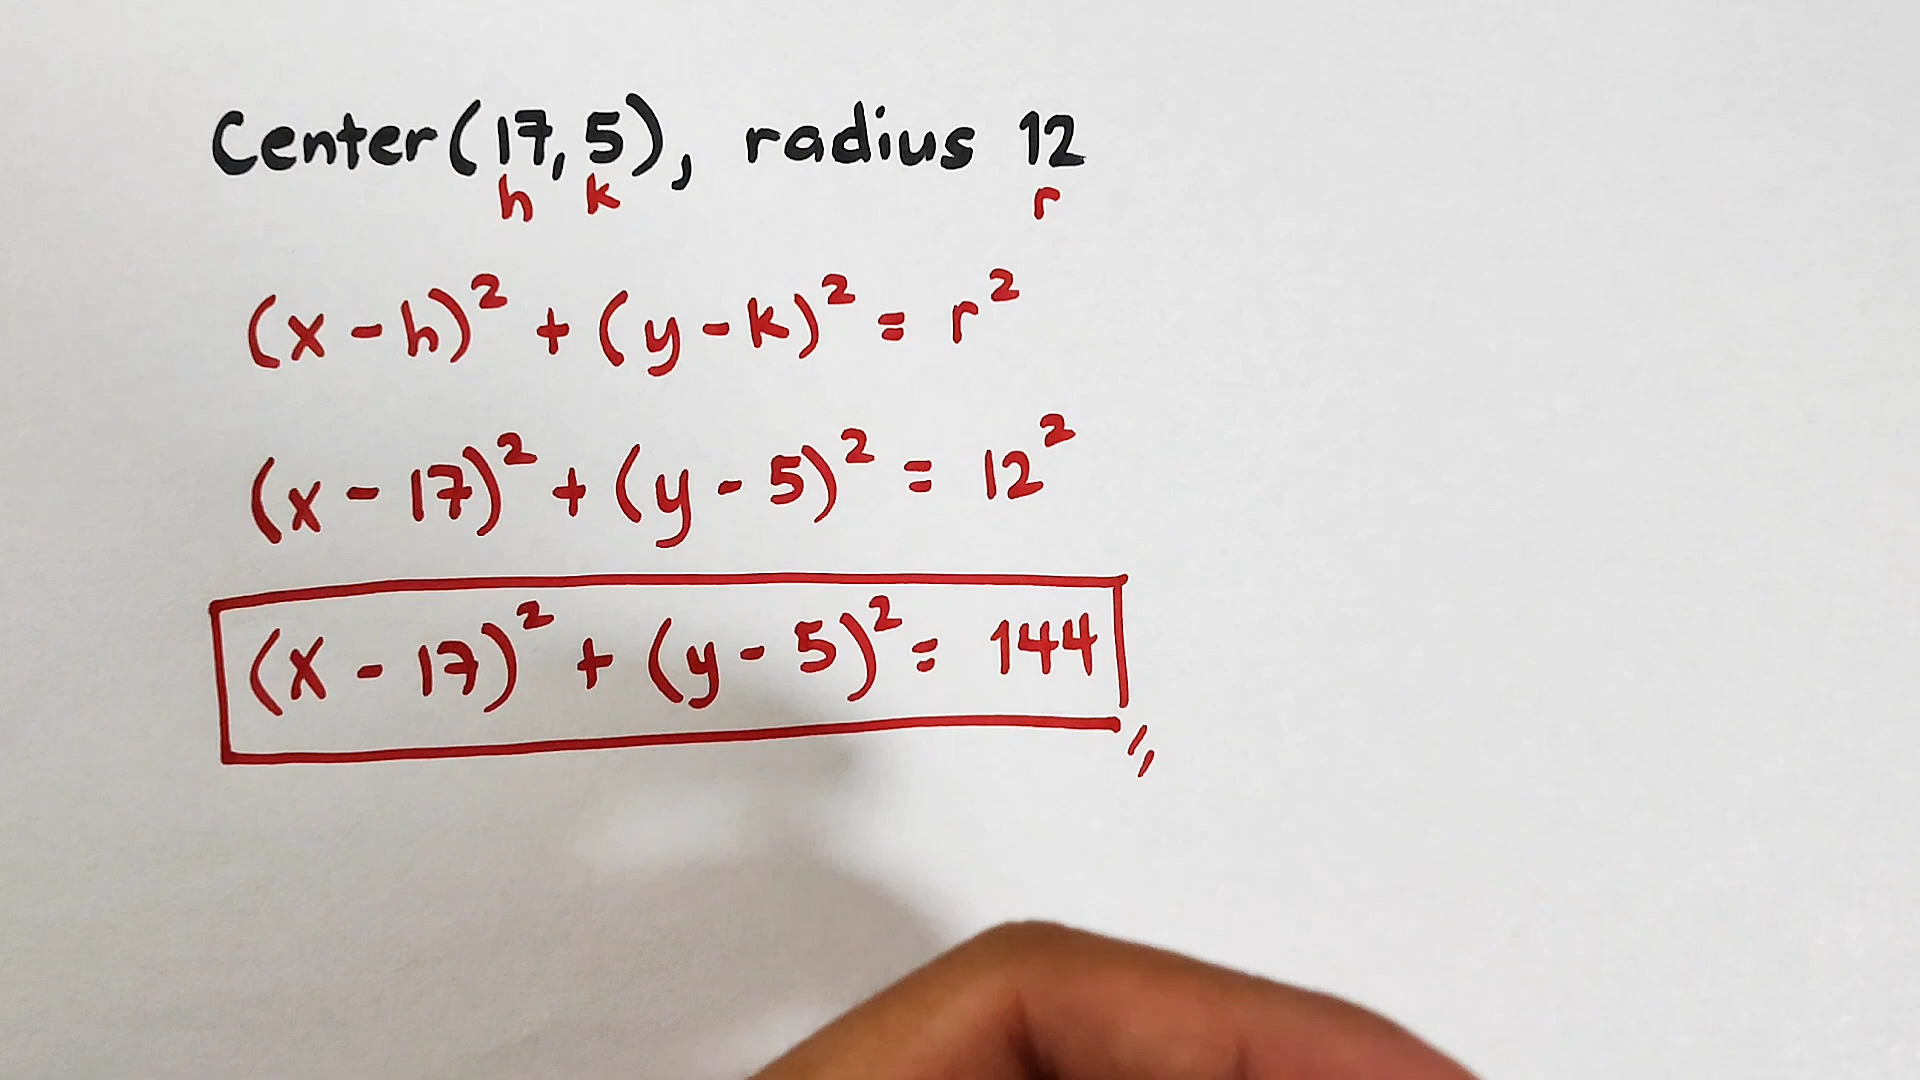 Center(17,5), radius 12
h k r
(x-h)² + (y-k)² = r²
(x-17)² + (y-5)² = 12²
(x-17)² + (y-5)² = 144